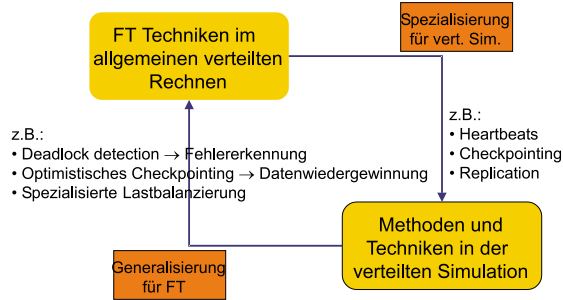 FT Techniken im
allgemeinen verteilten
Rechnen
Spezialisierung
für vert. Sim.
z.B.:
• Heartbeats
• Checkpointing
• Replication
z.B.:
• Deadlock detection → Fehlererkennung
• Optimistisches Checkpointing → Datenwiedergewinnung
• Spezialisierte Lastbalanzierung
Methoden und
Techniken in der
verteilten Simulation
Generalisierung
für FT